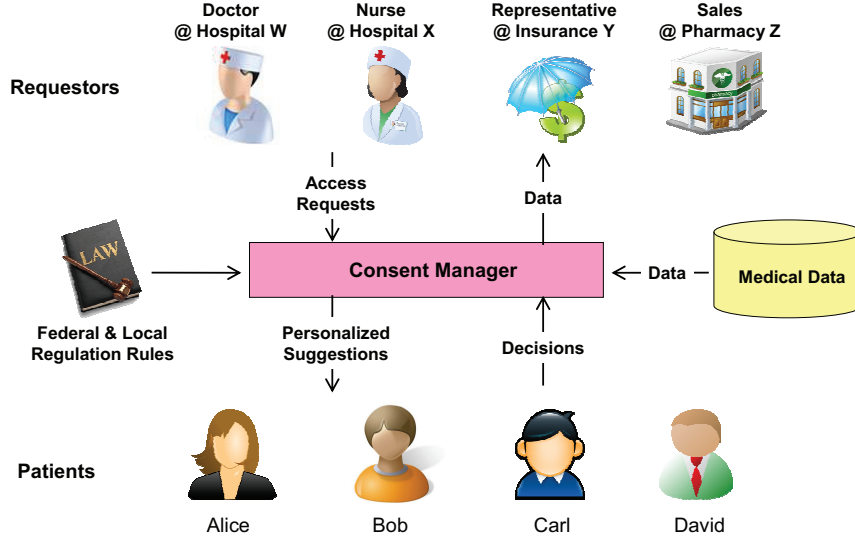 Doctor
@ Hospital W
Nurse
@ Hospital X
Representative
@ Insurance Y
Sales
@ Pharmacy Z
Requestors
Access
Requests
Data
LAW
Consent Manager
Data
Medical Data
Federal & Local
Regulation Rules
Personalized
Suggestions
Decisions
Patients
Alice
Bob
Carl
David